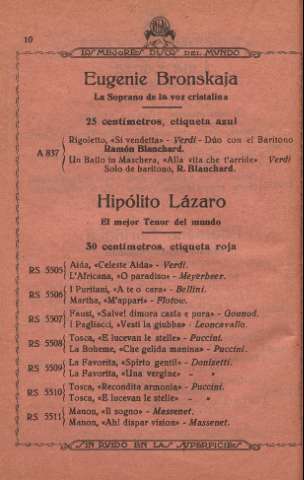 10
LOS MEJORES DISCOS DEL MUNDO
Eugenie Bronskaja
La Soprano de la voz cristalina
25 centímetros, etiqueta azul
A 837 Rigoletto, «Si vendetta» - Verdi - Dúo con el Barítono
Ramón Blanchard.
Un Ballo in Maschera, «Alla vita che t'arride» Verdi
Solo de barítono, R. Blanchard.
Hipólito Lázaro
El mejor Tenor del mundo
30 centímetros, etiqueta roja
RS 5505 Aida, «Celeste Aida» - Verdi.
L'Africana, «O paradiso» - Meyerbeer.
RS 5506 I Puritani, «A te o cara» - Bellini.
Martha, «M'appari» - Flotow.
RS 5507 Faust, «Salve! dimora casta e pura» - Gounod.
I Pagliacci, «Vesti la giubba» - Leoncavallo.
RS 5508 Tosca, «E lucevan le stelle» - Puccini.
La Boheme, «Che gelida manina» - Puccini.
RS 5509 La Favorita, «Spirto gentil» - Donizetti.
La Favorita, «Una vergine» » »
RS 5510 Tosca, «Recondita armonia» - Puccini.
Tosca, «E lucevan le stelle» » »
RS 5511 Manon, «Il sogno» - Massenet.
Manon, «Ah! dispar vision» - Massenet.
SIN RUIDO EN LAS SUPERFICIES